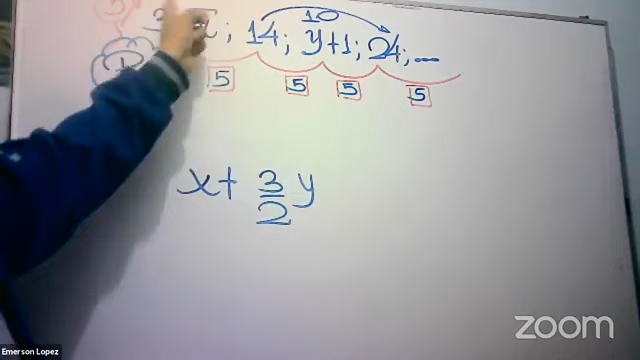 10
; 14; y+1; 24; ...
5 5 5 5
x+ 3/2 y
zoom
Emerson Lopez